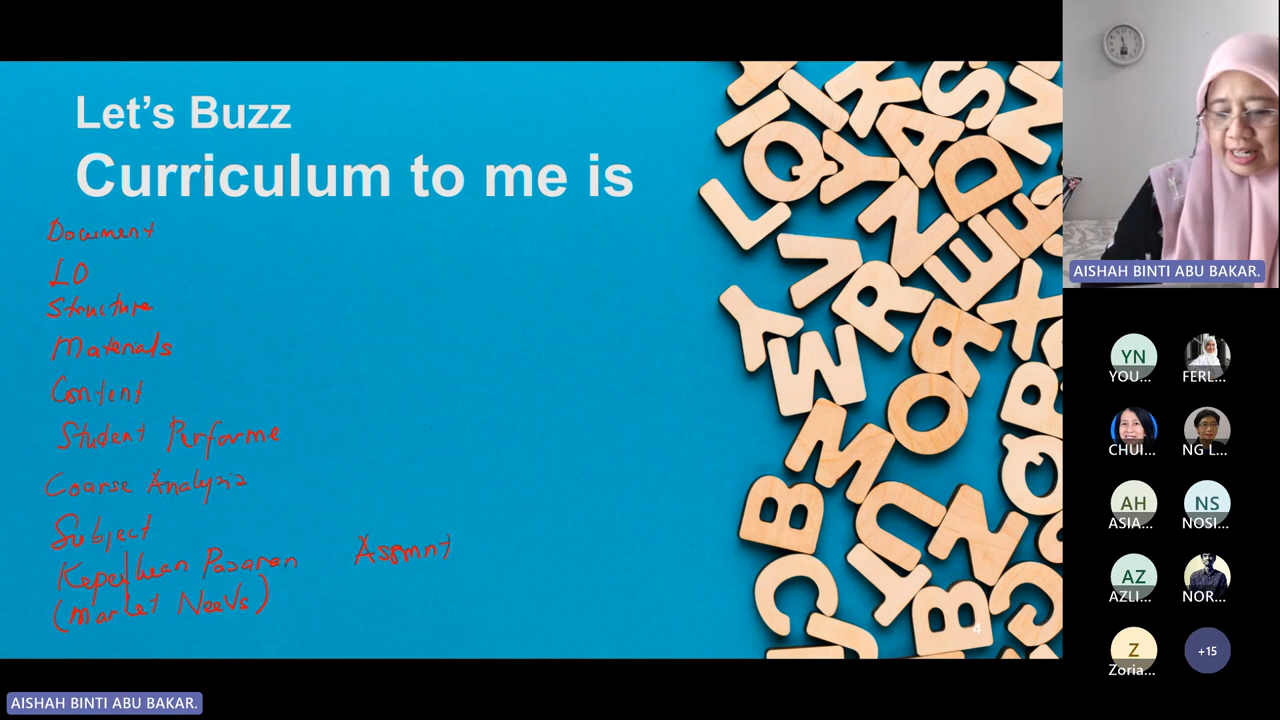 Let's Buzz
Curriculum to me is
Document
LO
Structure
Materials
Content
Student Performe
Coarse Analysis
Subject
Keperluan Pasaran
Assmnt
(Market Needs)
4
AISHAH BINTI ABU BAKAR.
YN
YOU...
FERL...
CHUI...
NG L...
AH
ASIA...
NS
NOSI...
AZ
AZLI...
NOR...
Z
Zoria...
+15
AISHAH BINTI ABU BAKAR.